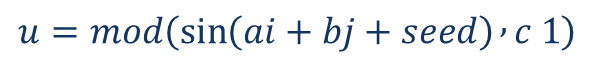 u = mod(sin(ai + bj + seed) , c 1)